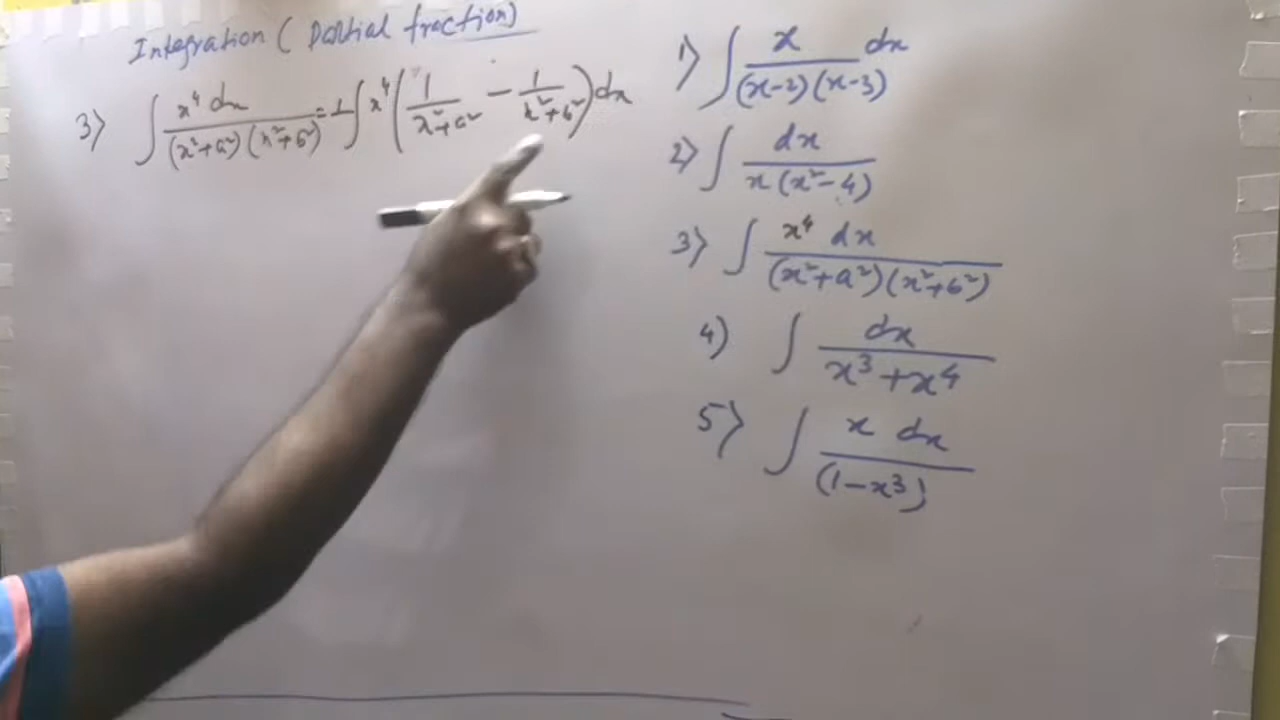 Integration (Partial fraction)
3) ∫ x⁴ dx / (x²+a²)(x²+b²) = 1 ∫ x⁴ ( 1 / x²+a² − 1 / x²+b² ) dx
1) ∫ x / (x-2)(x-3) dx
2) ∫ dx / x(x²-4)
3) ∫ x⁴ dx / (x²+a²)(x²+b²)
4) ∫ dx / x³+x⁴
5) ∫ x dx / (1-x³)